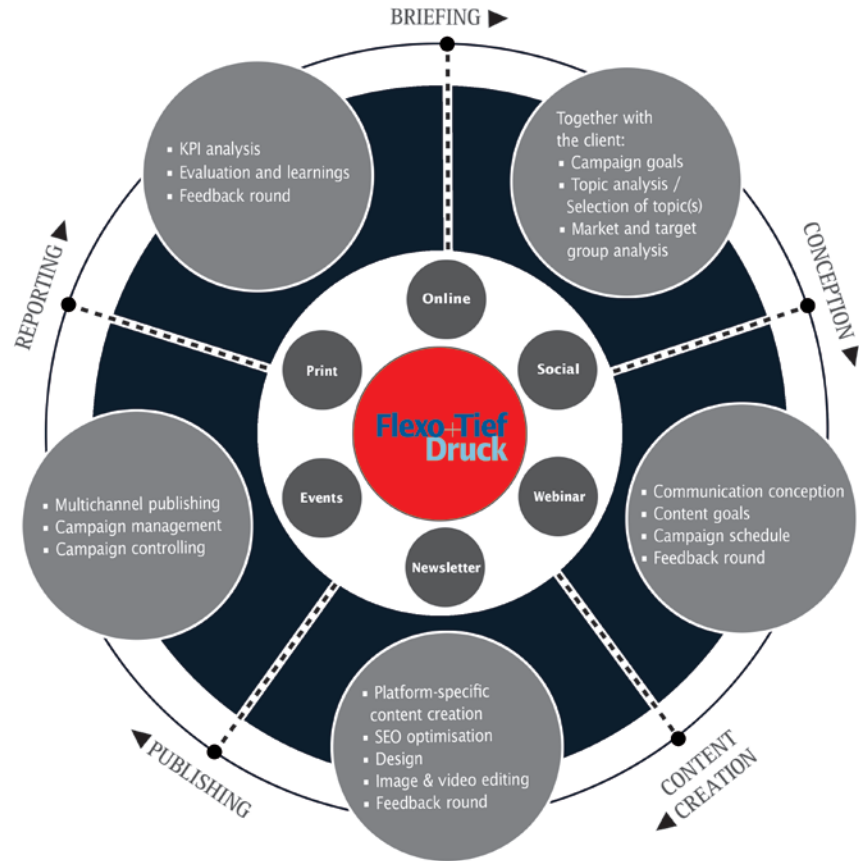 BRIEFING ▶
Together with
the client:
▪ Campaign goals
▪ Topic analysis /
Selection of topic(s)
▪ Market and target
group analysis
CONCEPTION ▶
▪ Communication conception
▪ Content goals
▪ Campaign schedule
▪ Feedback round
CONTENT
CREATION ▶
▪ Platform-specific
content creation
▪ SEO optimisation
▪ Design
▪ Image & video editing
▪ Feedback round
◀ PUBLISHING
▪ Multichannel publishing
▪ Campaign management
▪ Campaign controlling
REPORTING ▶
▪ KPI analysis
▪ Evaluation and learnings
▪ Feedback round
Online
Social
Webinar
Newsletter
Events
Print
Flexo+Tief
Druck